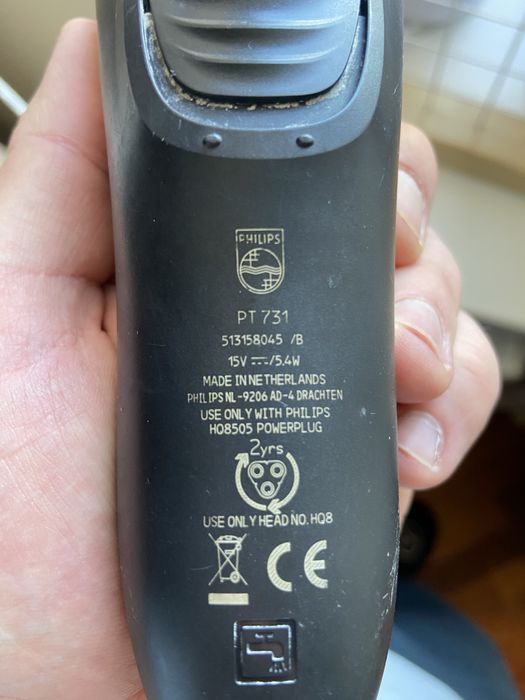 PHILIPS
PT 731
513158045 /B
15V ⎓/5.4W
MADE IN NETHERLANDS
PHILIPS NL-9206 AD-4 DRACHTEN
USE ONLY WITH PHILIPS
HQ8505 POWERPLUG
2yrs
USE ONLY HEAD NO. HQ8
CE